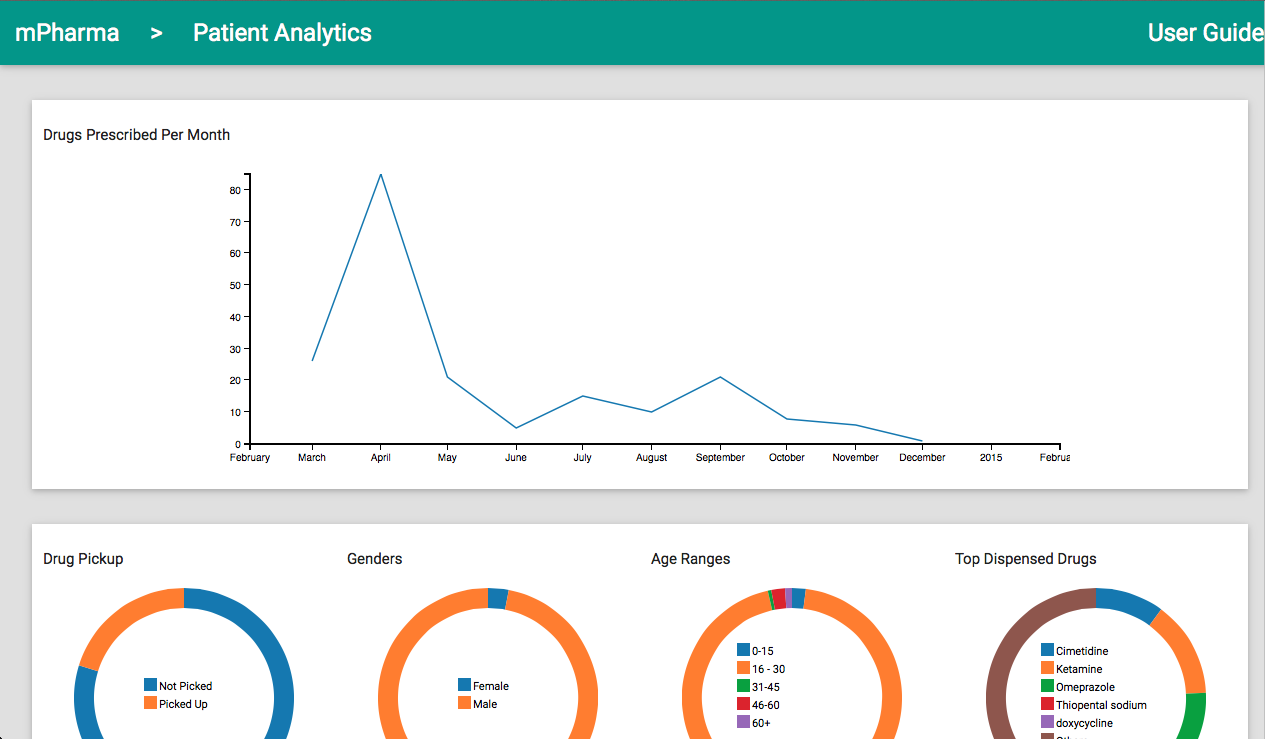 mPharma > Patient Analytics User Guide
Drugs Prescribed Per Month
80
70
60
50
40
30
20
10
0
February March April May June July August September October November December 2015 Februa
Drug Pickup Genders Age Ranges Top Dispensed Drugs
Not Picked
Picked Up
Female
Male
0-15
16 - 30
31-45
46-60
60+
Cimetidine
Ketamine
Omeprazole
Thiopental sodium
doxycycline